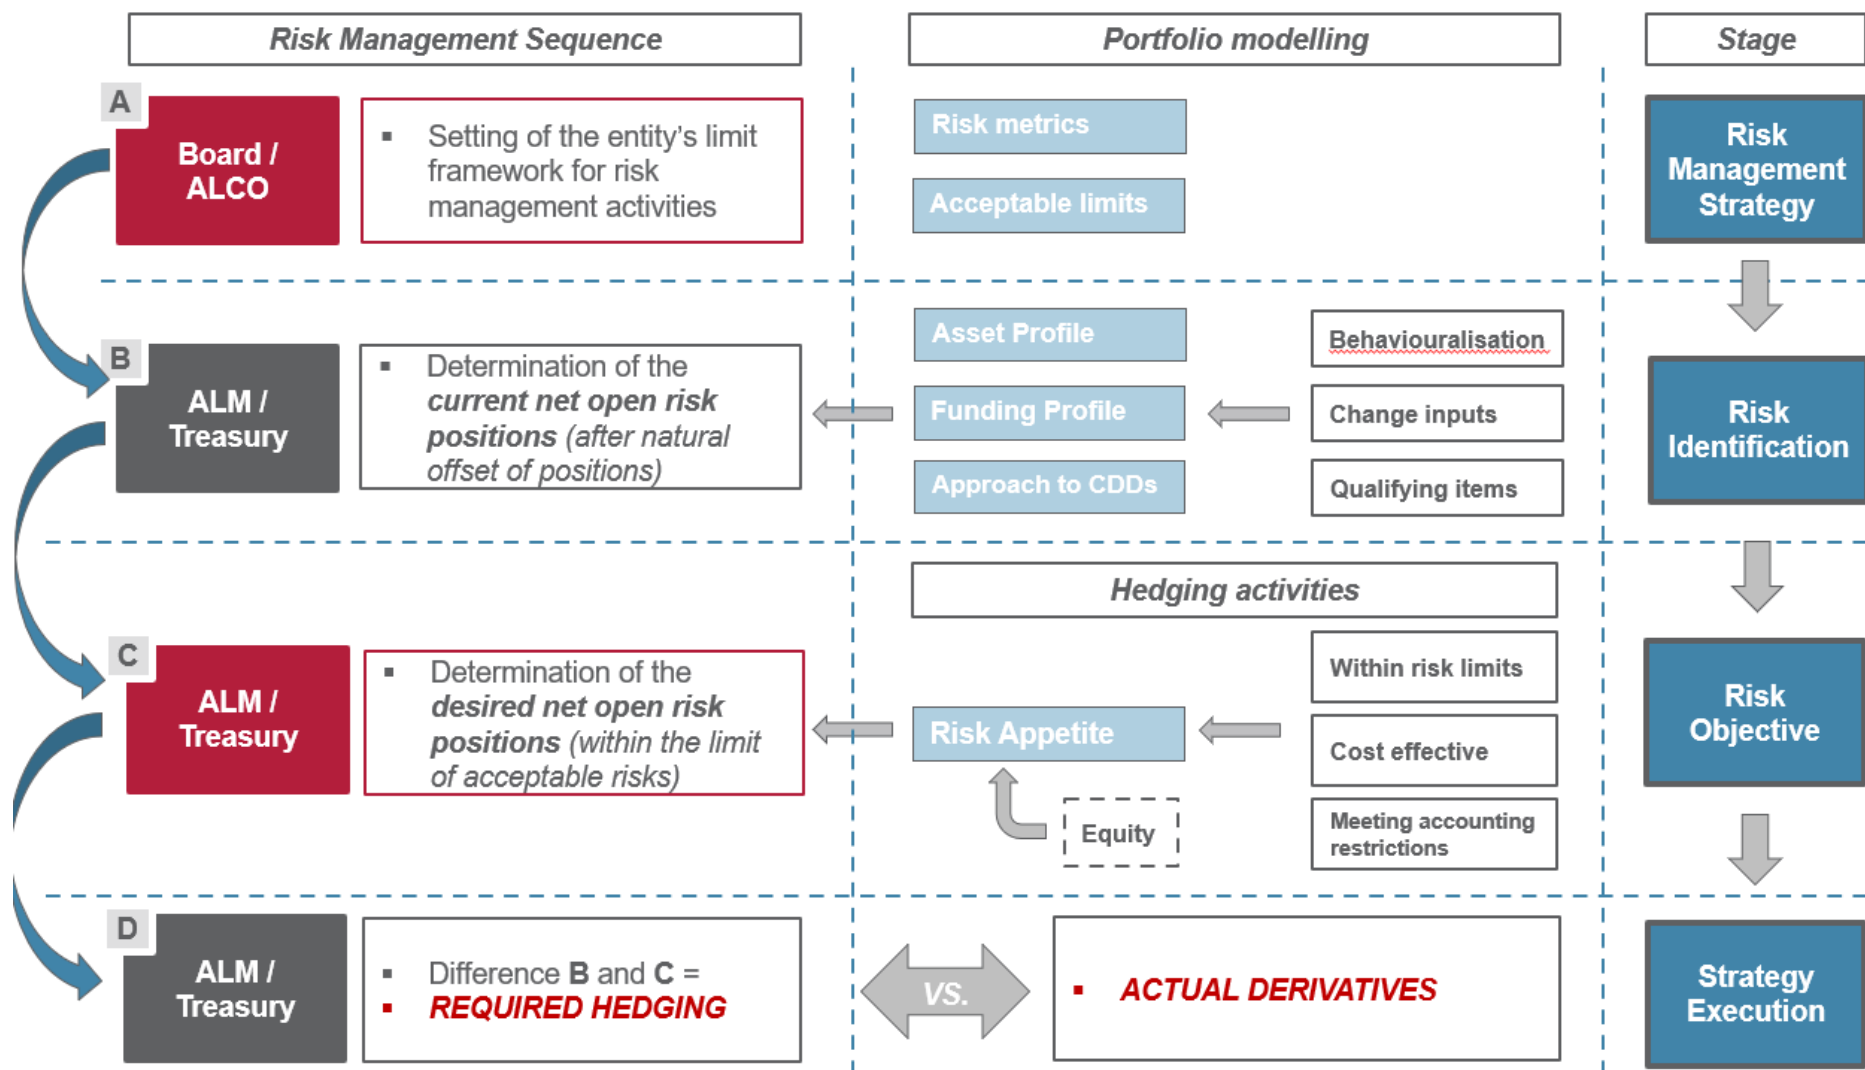 Risk Management Sequence
Portfolio modelling
Stage
A
Board /
ALCO
▪ Setting of the entity's limit
framework for risk
management activities
Risk metrics
Acceptable limits
Risk
Management
Strategy
B
ALM /
Treasury
▪ Determination of the
current net open risk
positions (after natural
offset of positions)
Asset Profile
Funding Profile
Approach to CDDs
Behaviouralisation
Change inputs
Qualifying items
Risk
Identification
Hedging activities
C
ALM /
Treasury
▪ Determination of the
desired net open risk
positions (within the limit
of acceptable risks)
Risk Appetite
Equity
Within risk limits
Cost effective
Meeting accounting
restrictions
Risk
Objective
D
ALM /
Treasury
▪ Difference B and C =
▪ REQUIRED HEDGING
VS.
▪ ACTUAL DERIVATIVES
Strategy
Execution